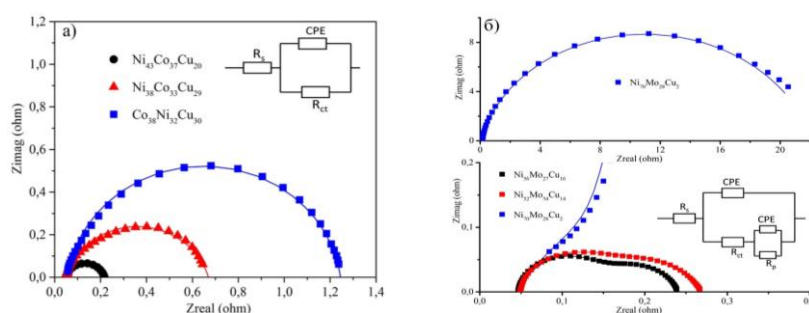 а)
Ni43Co37Cu20
Ni38Co33Cu29
Co38Ni32Cu30
Rs
CPE
Rct
Zimag (ohm)
1,2
1,0
0,8
0,6
0,4
0,2
0,0
0,0 0,2 0,4 0,6 0,8 1,0 1,2 1,4
Zreal (ohm)
б)
Zimag (ohm)
8
4
0
0 4 8 12 16 20
Zreal (ohm)
Zimag (ohm)
0,2
0,1
0,0
Rs
CPE
CPE
Rct
Rp
0,0 0,1 0,2 0,3
Zreal (ohm)